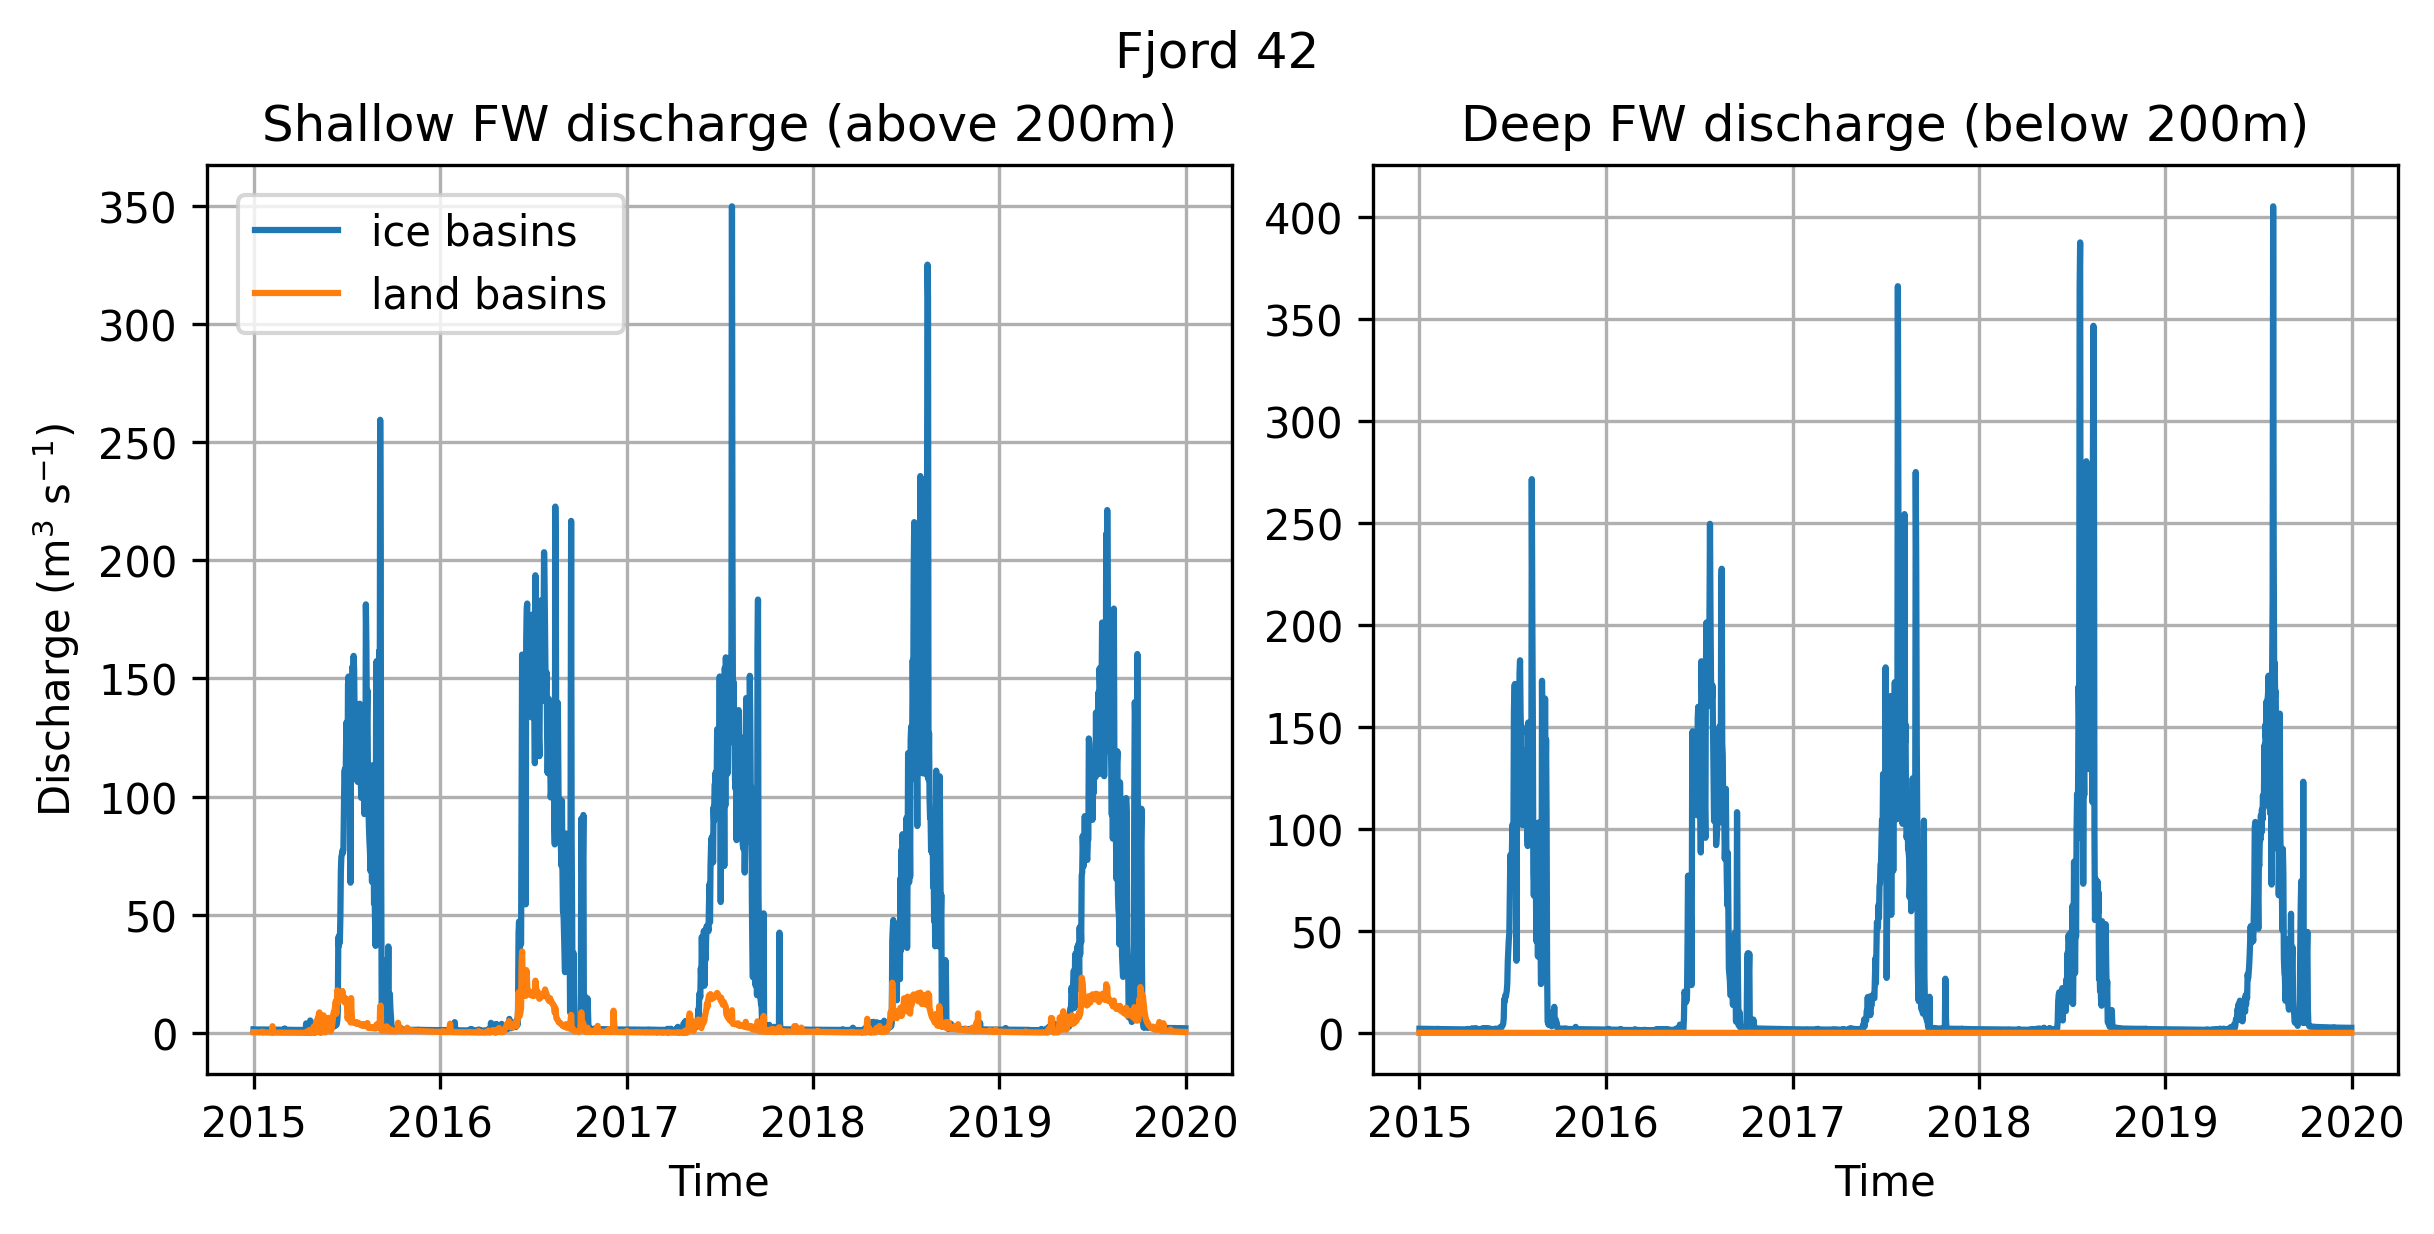 Fjord 42
Shallow FW discharge (above 200m)
Deep FW discharge (below 200m)
ice basins
land basins
Discharge (m³ s⁻¹)
350
300
250
200
150
100
50
0
2015 2016 2017 2018 2019 2020
Time
400
350
300
250
200
150
100
50
0
2015 2016 2017 2018 2019 2020
Time